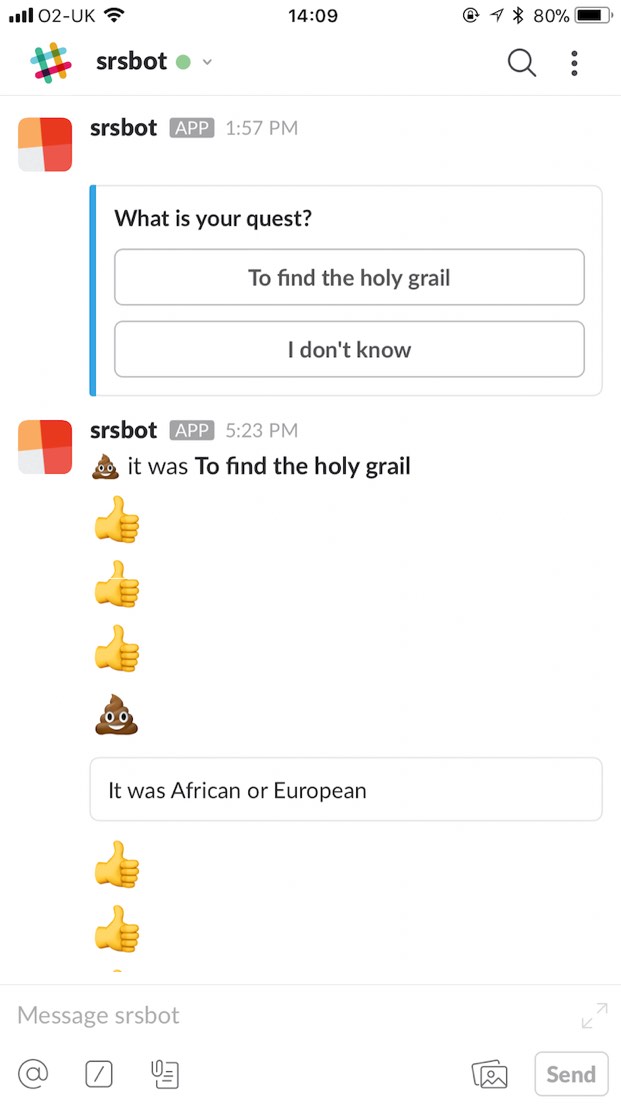 O2-UK 14:09 80%
srsbot
srsbot APP 1:57 PM
What is your quest?
To find the holy grail
I don't know
srsbot APP 5:23 PM
it was To find the holy grail
It was African or European
Message srsbot
@ /
Send